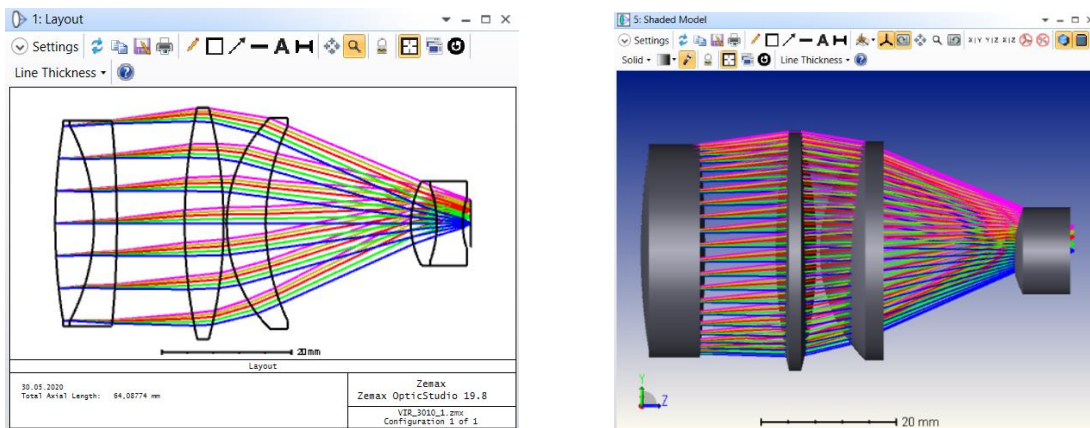 1: Layout
Settings
Line Thickness
20 mm
Layout
30.05.2020
Total Axial Length: 64,08774 mm
Zemax
Zemax OpticStudio 19.8
VIR_3010_1.zmx
Configuration 1 of 1
5: Shaded Model
Settings
X|Y Y|Z X|Z
Solid
Line Thickness
Y
Z
20 mm